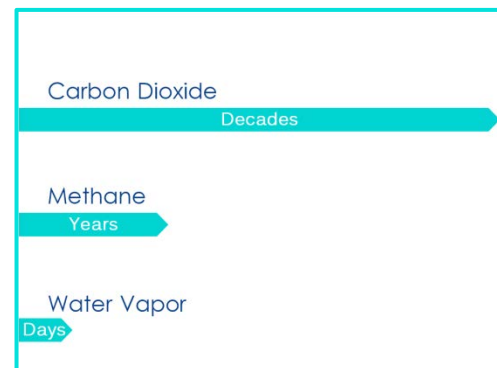 Carbon Dioxide
Decades
Methane
Years
Water Vapor
Days